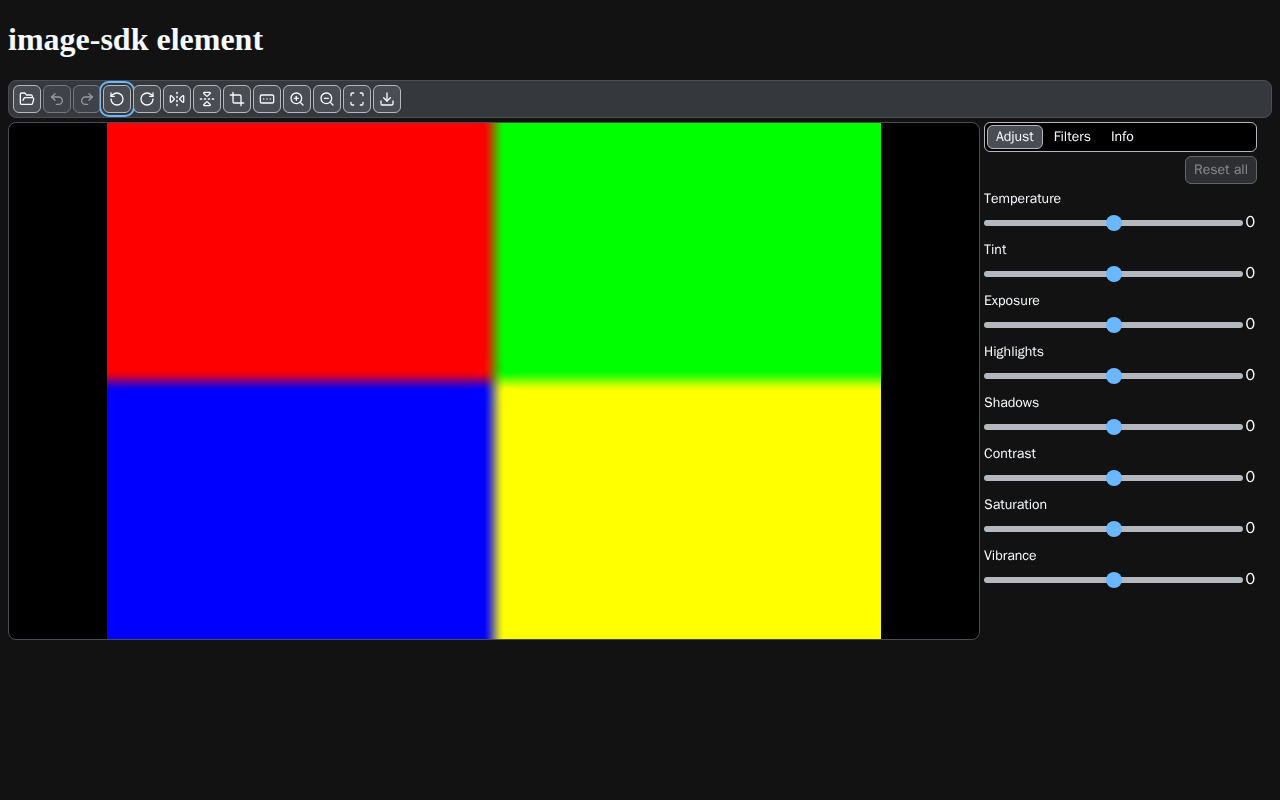 image-sdk element
Adjust Filters Info
Reset all
Temperature
0
Tint
0
Exposure
0
Highlights
0
Shadows
0
Contrast
0
Saturation
0
Vibrance
0